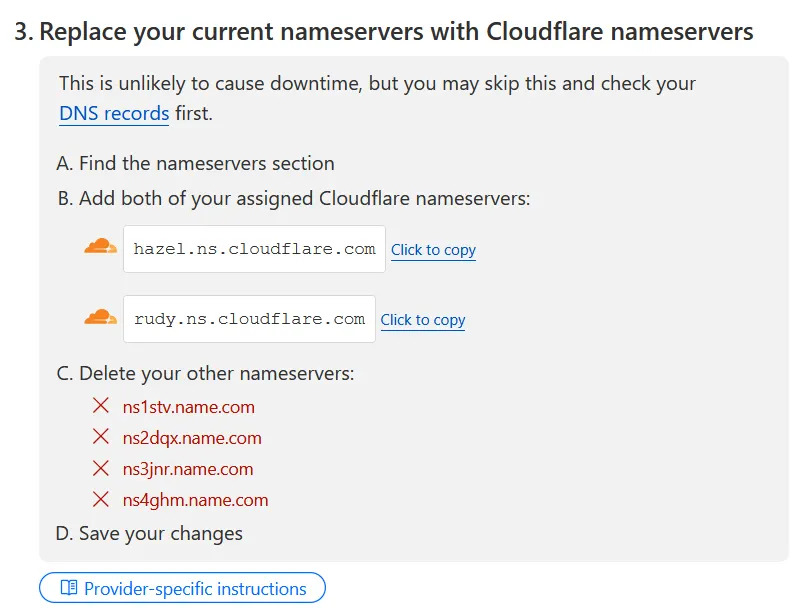 3. Replace your current nameservers with Cloudflare nameservers
This is unlikely to cause downtime, but you may skip this and check your
DNS records first.
A. Find the nameservers section
B. Add both of your assigned Cloudflare nameservers:
hazel.ns.cloudflare.com Click to copy
rudy.ns.cloudflare.com Click to copy
C. Delete your other nameservers:
ns1stv.name.com
ns2dqx.name.com
ns3jnr.name.com
ns4ghm.name.com
D. Save your changes
Provider-specific instructions